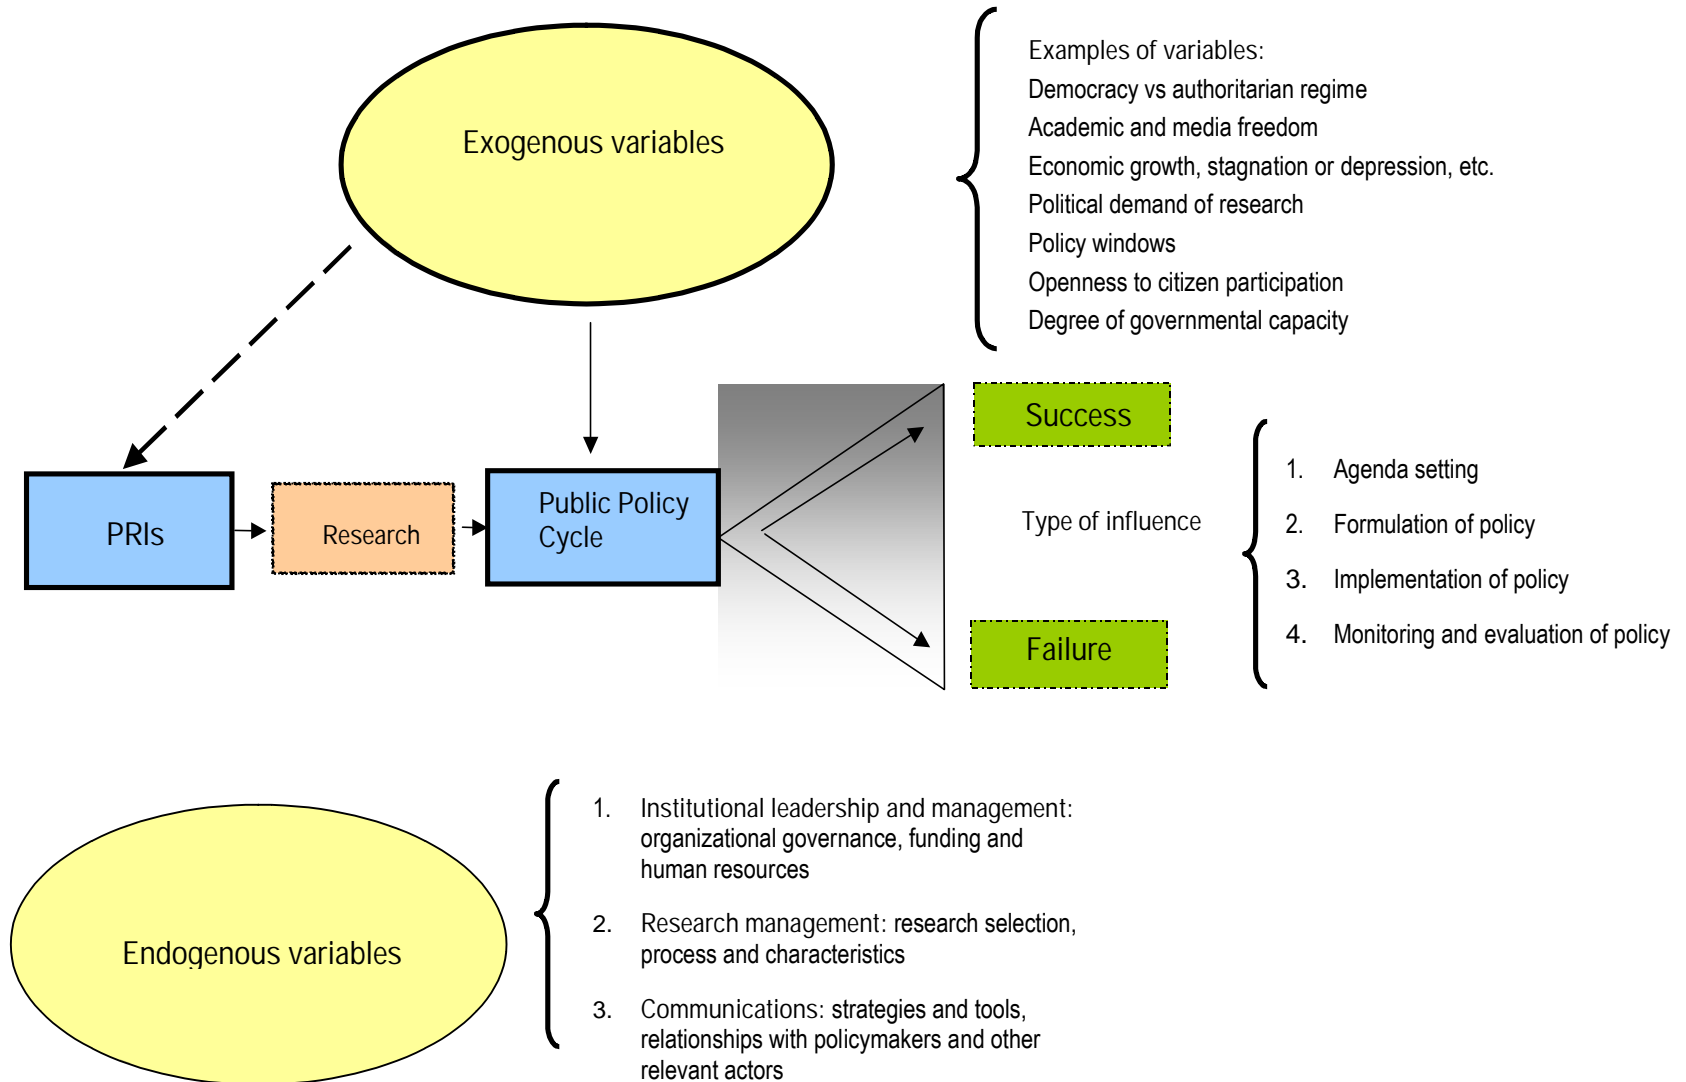 Exogenous variables
Examples of variables:
Democracy vs authoritarian regime
Academic and media freedom
Economic growth, stagnation or depression, etc.
Political demand of research
Policy windows
Openness to citizen participation
Degree of governmental capacity
PRIs
Research
Public Policy
Cycle
Success
Type of influence
Failure
1. Agenda setting
2. Formulation of policy
3. Implementation of policy
4. Monitoring and evaluation of policy
Endogenous variables
1. Institutional leadership and management:
organizational governance, funding and
human resources
2. Research management: research selection,
process and characteristics
3. Communications: strategies and tools,
relationships with policymakers and other
relevant actors